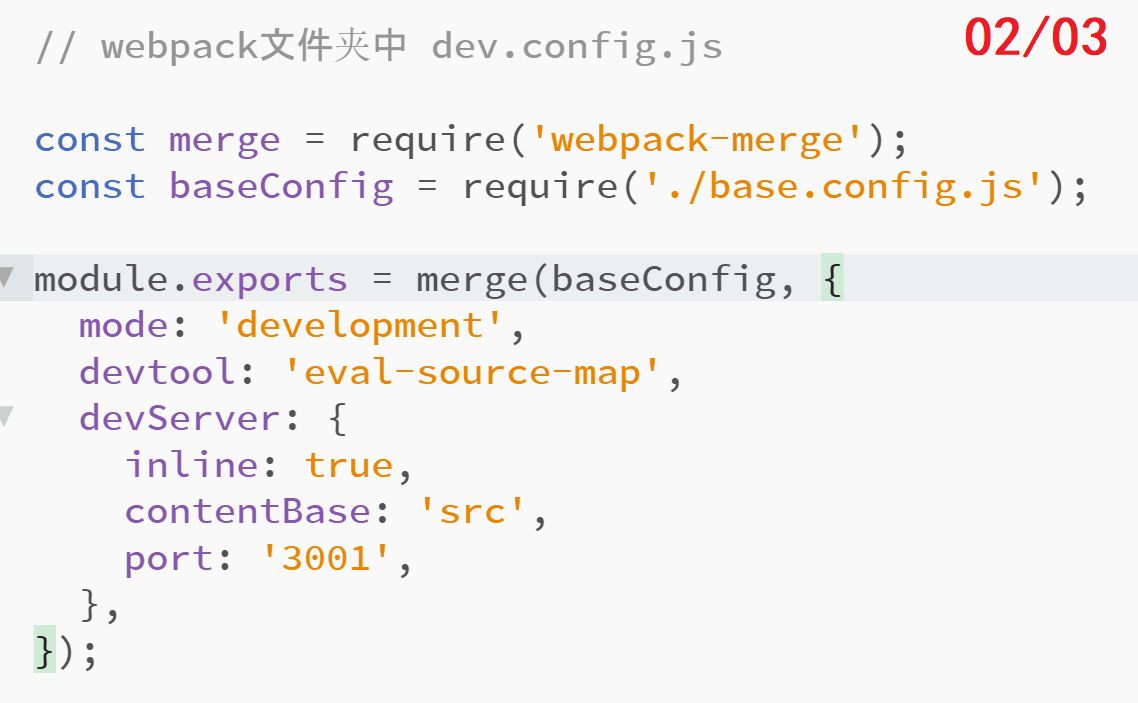 // webpack文件夹中 dev.config.js
02/03
const merge = require('webpack-merge');
const baseConfig = require('./base.config.js');
module.exports = merge(baseConfig, {
  mode: 'development',
  devtool: 'eval-source-map',
  devServer: {
    inline: true,
    contentBase: 'src',
    port: '3001',
  },
});